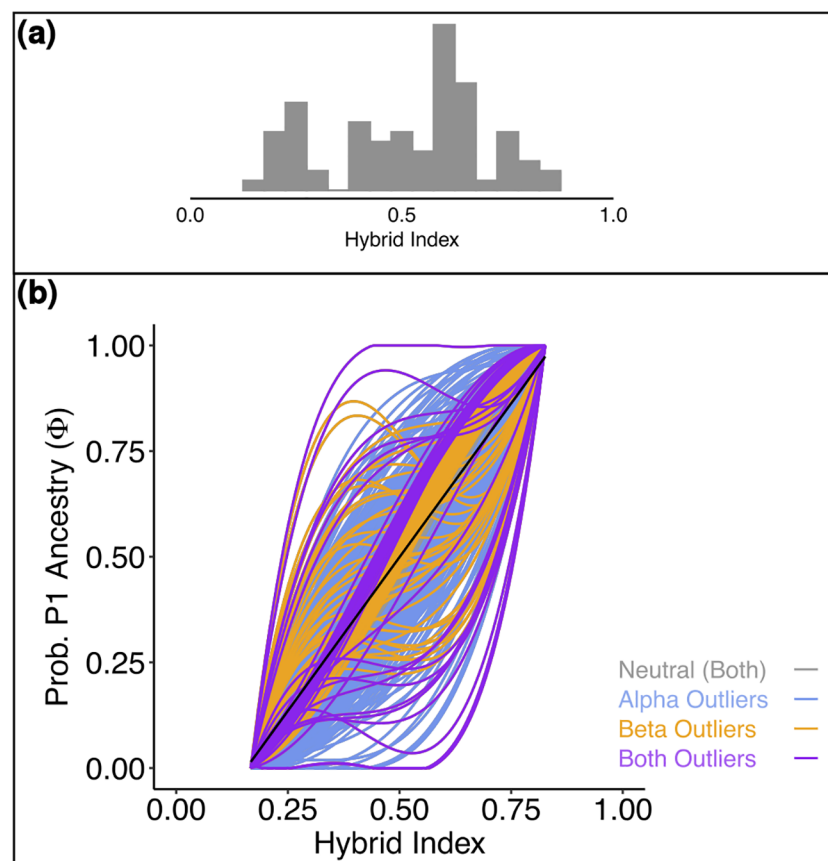 (a)
0.0 0.5 1.0
Hybrid Index
(b)
1.00
0.75
0.50
0.25
0.00
Prob. P1 Ancestry (Φ)
Neutral (Both)
Alpha Outliers
Beta Outliers
Both Outliers
0.00 0.25 0.50 0.75 1.00
Hybrid Index